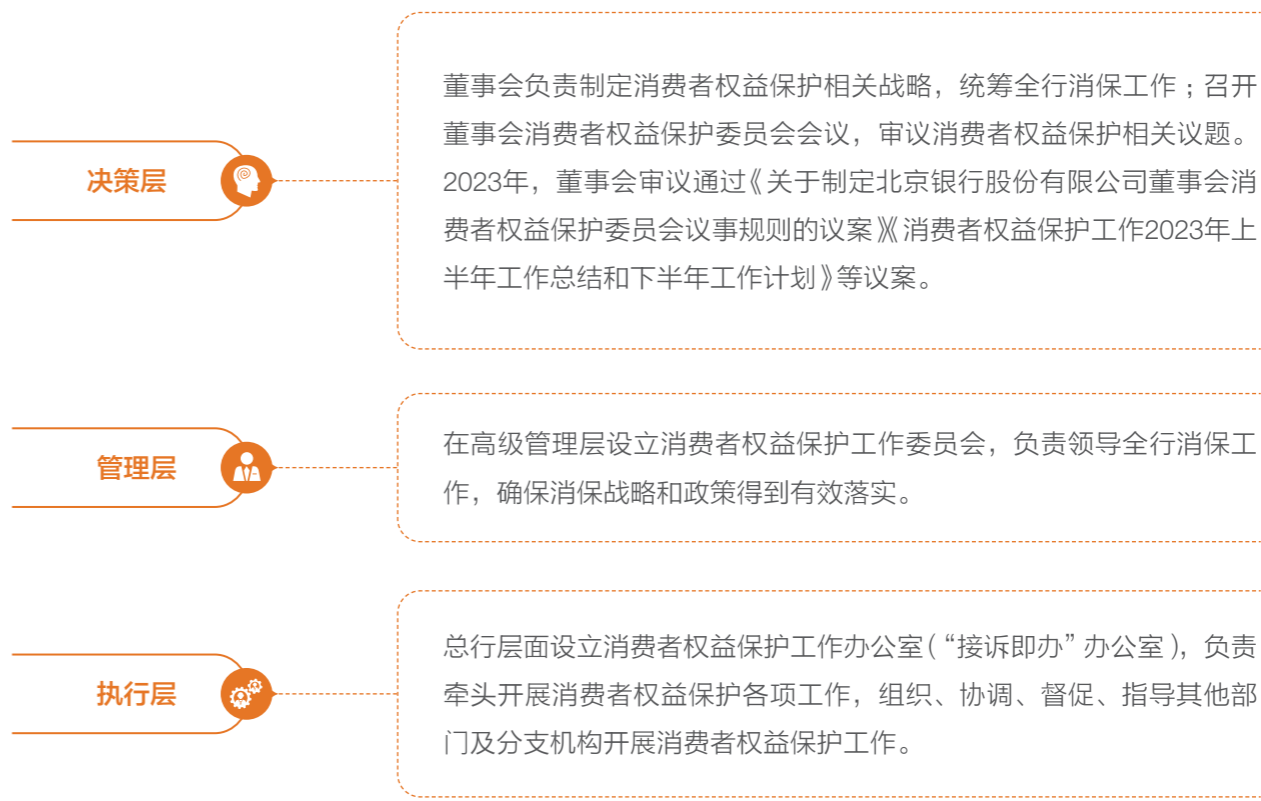 决策层
董事会负责制定消费者权益保护相关战略，统筹全行消保工作；召开
董事会消费者权益保护委员会会议，审议消费者权益保护相关议题。
2023年，董事会审议通过《关于制定北京银行股份有限公司董事会消
费者权益保护委员会议事规则的议案》《消费者权益保护工作2023年上
半年工作总结和下半年工作计划》等议案。
管理层
在高级管理层设立消费者权益保护工作委员会，负责领导全行消保工
作，确保消保战略和政策得到有效落实。
执行层
总行层面设立消费者权益保护工作办公室（“接诉即办”办公室），负责
牵头开展消费者权益保护各项工作，组织、协调、督促、指导其他部
门及分支机构开展消费者权益保护工作。